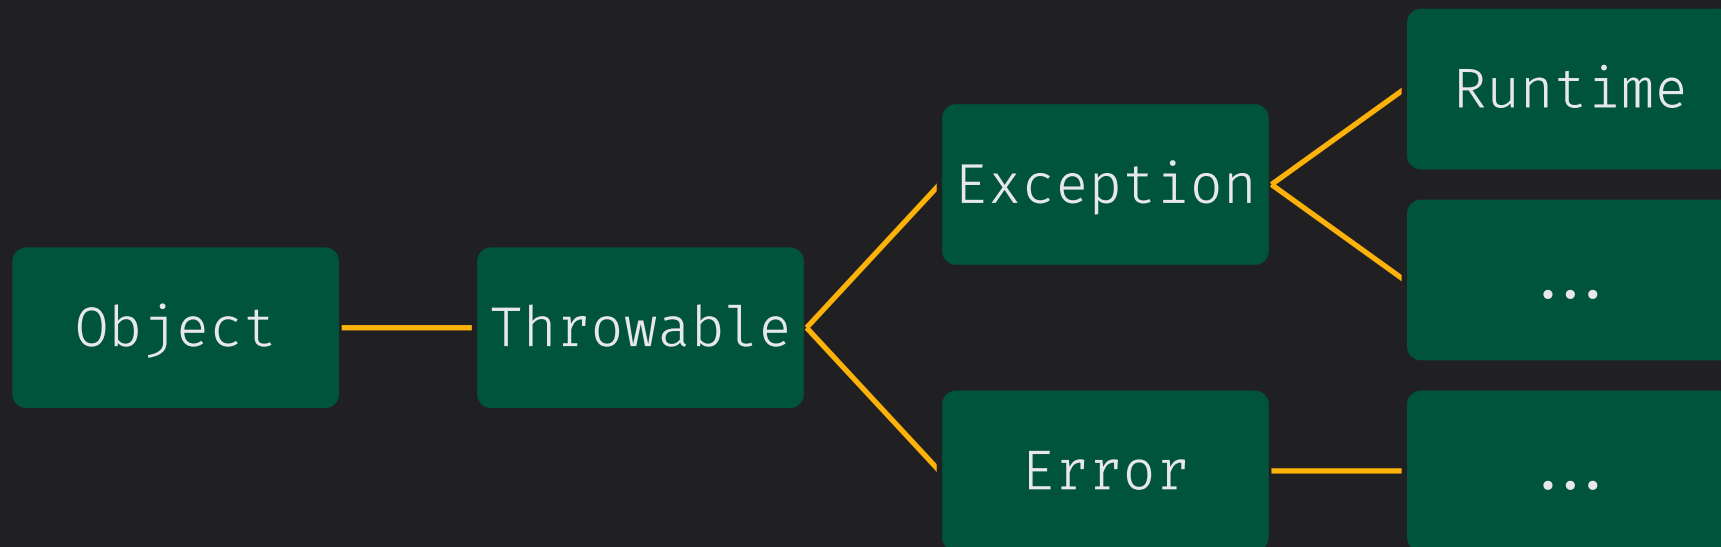 Object
Throwable
Exception
Runtime
...
Error
...